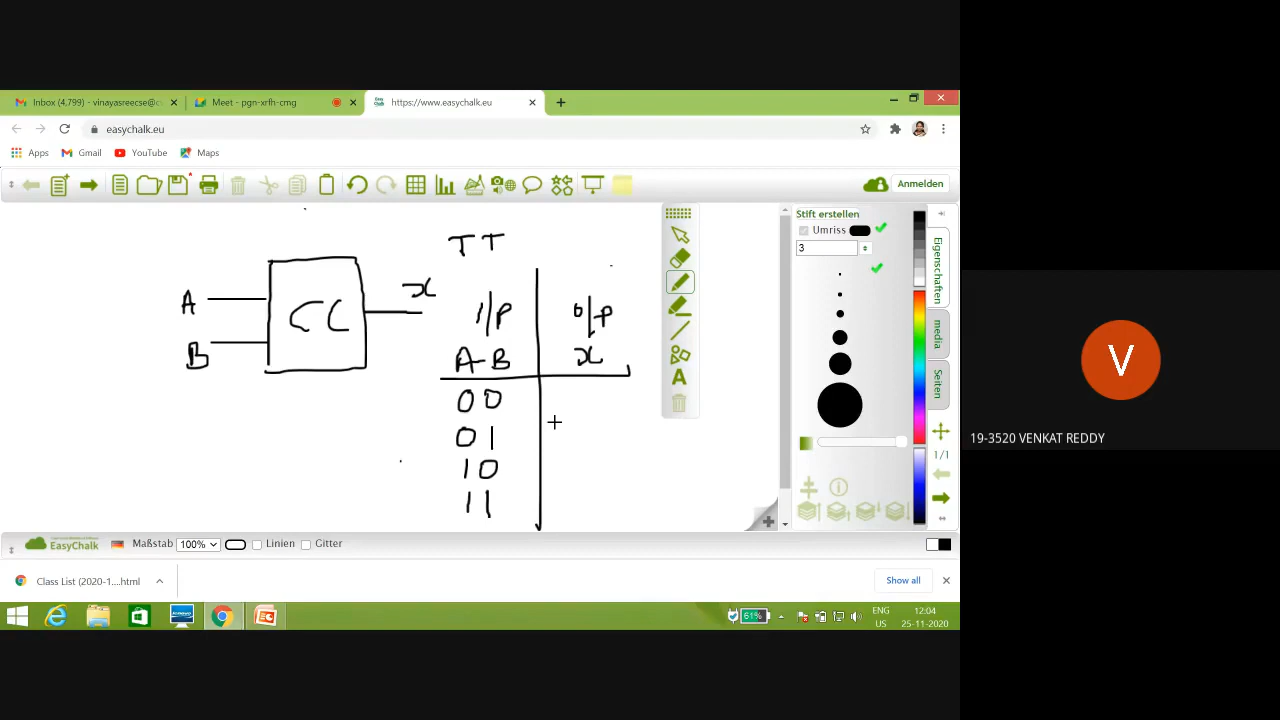 Inbox (4,799) - vinayasreecse@c
Meet - pgn-xrfh-cmg
https://www.easychalk.eu
easychalk.eu
Apps
Gmail
YouTube
Maps
Anmelden
TT
A
B
CC
x
I/P
O/P
A B
x
0 0
0 1
1 0
1 1
Stift erstellen
Umriss
3
Eigenschaften
media
Seiten
1/1
EasyChalk
Maßstab
100%
Linien
Gitter
Class List (2020-1....html
Show all
61%
ENG
US
12:04
25-11-2020
V
19-3520 VENKAT REDDY